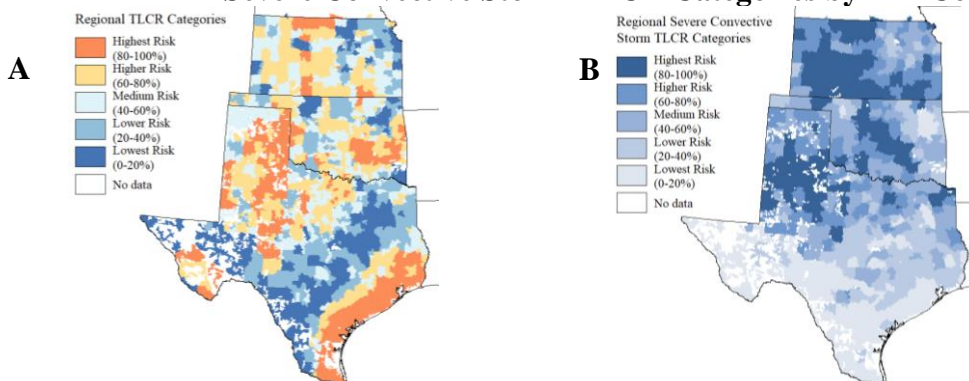 Regional TLCR Categories
A
Highest Risk
(80-100%)
Higher Risk
(60-80%)
Medium Risk
(40-60%)
Lower Risk
(20-40%)
Lowest Risk
(0-20%)
No data
Categories by
Regional Severe Convective
Storm TLCR Categories
B
Highest Risk
(80-100%)
Higher Risk
(60-80%)
Medium Risk
(40-60%)
Lower Risk
(20-40%)
Lowest Risk
(0-20%)
No data